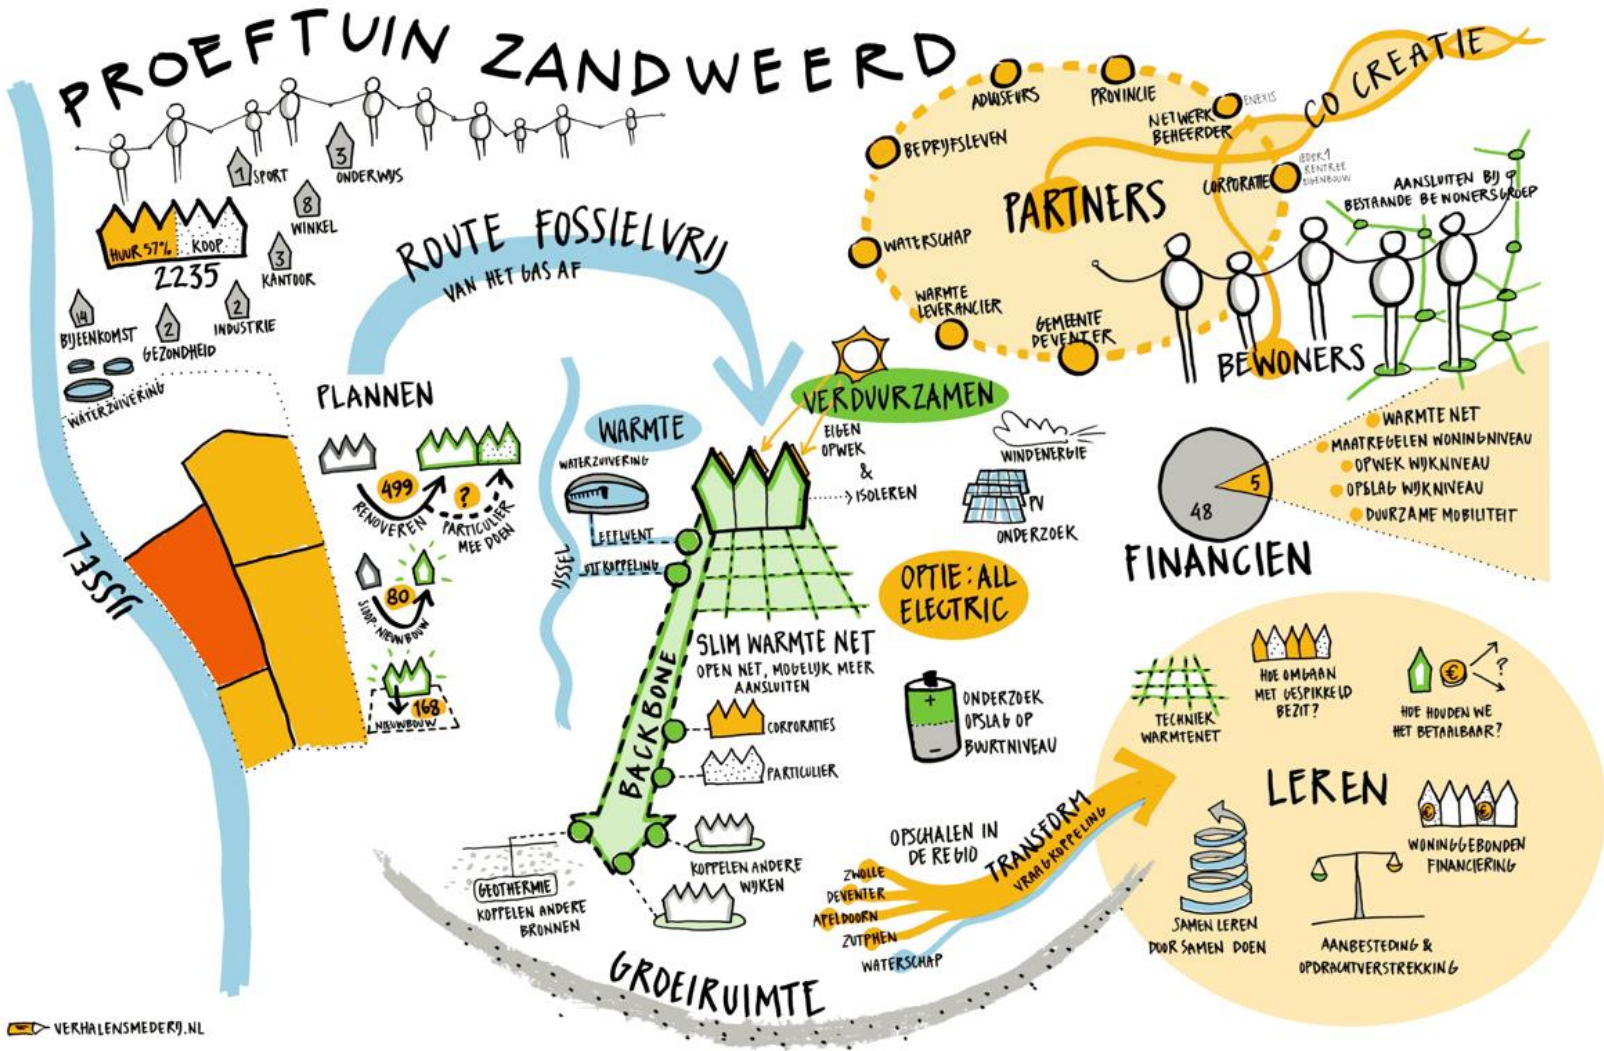 PROEFTUIN ZANDWEERD
1
SPORT
3
ONDERWIJS
8
WINKEL
3
KANTOOR
2
INDUSTRIE
2
GEZONDHEID
14
BIJEENKOMST
HUUR 57%
KOOP
2235
WATERZUIVERING
IJSSEL
PLANNEN
499
RENOVEREN
?
PARTICULIER
MEE DOEN
80
SLOOP-NIEUWBOUW
168
NIEUWBOUW
ROUTE FOSSIELVRIJ
VAN HET GAS AF
WARMTE
WATERZUIVERING
EFFLUENT
UITKOPPELING
IJSSEL
VERDUURZAMEN
EIGEN
OPWEK
&
ISOLEREN
WINDENERGIE
PV
ONDERZOEK
OPTIE: ALL
ELECTRIC
SLIM WARMTE NET
OPEN NET, MOGELIJK MEER
AANSLUITEN
BACKBONE
CORPORATIES
PARTICULIER
KOPPELEN ANDERE
WIJKEN
GEOTHERMIE
KOPPELEN ANDERE
BRONNEN
+
-
ONDERZOEK
OPSLAG OP
BUURTNIVEAU
GROEIRUIMTE
OPSCHALEN IN
DE REGIO
ZWOLLE
DEVENTER
APELDOORN
ZUTPHEN
WATERSCHAP
TRANSFORM
VRAAGKOPPELING
PARTNERS
ADVISEURS
PROVINCIE
NETWERK
BEHEERDER
ENEXIS
CORPORATIE
IEDER1
RENTREE
EIGENBOUW
BEDRIJFSLEVEN
WATERSCHAP
WARMTE
LEVERANCIER
GEMEENTE
DEVENTER
CO CREATIE
AANSLUITEN BIJ
BESTAANDE BEWONERSGROEP
BEWONERS
FINANCIEN
48
5
WARMTE NET
MAATREGELEN WONINGNIVEAU
OPWEK WIJKNIVEAU
OPSLAG WIJKNIVEAU
DUURZAME MOBILITEIT
LEREN
TECHNIEK
WARMTENET
HOE OMGAAN
MET GESPIKKELD
BEZIT?
€
?
HOE HOUDEN WE
HET BETAALBAAR?
€
€
WONINGGEBONDEN
FINANCIERING
SAMEN LEREN
DOOR SAMEN DOEN
AANBESTEDING &
OPDRACHTVERSTREKKING
VERHALENSMEDERIJ.NL